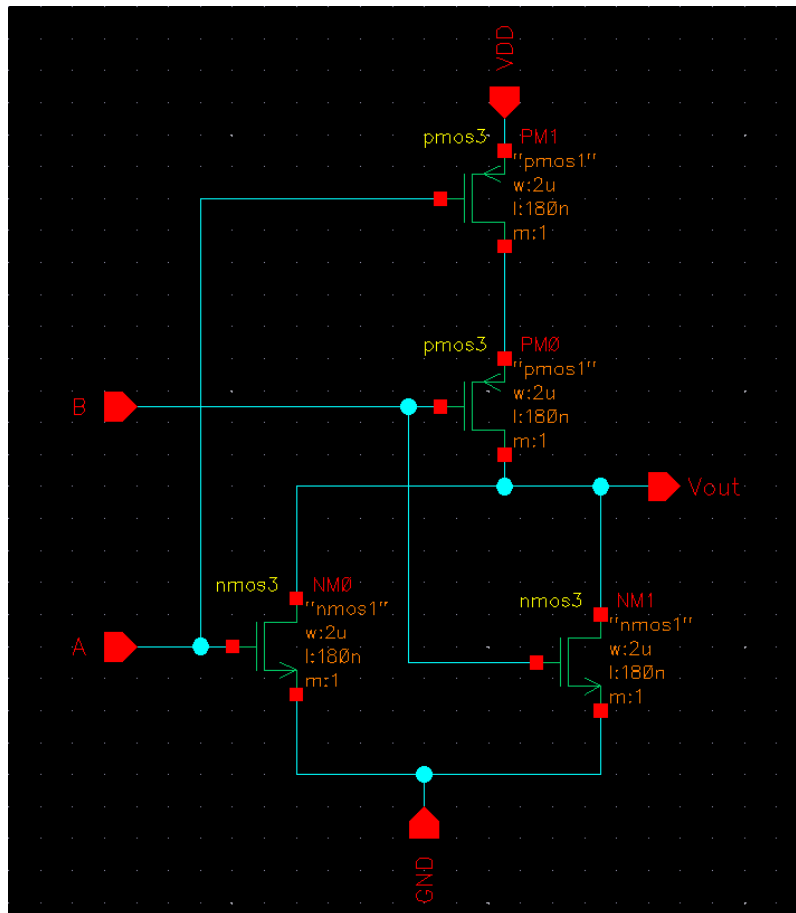 VDD
pmos3 PM1
"pmos1"
w:2u
l:180n
m:1
pmos3 PM0
"pmos1"
w:2u
l:180n
m:1
B
Vout
nmos3 NM0
"nmos1"
w:2u
l:180n
m:1
nmos3 NM1
"nmos1"
w:2u
l:180n
m:1
A
GND